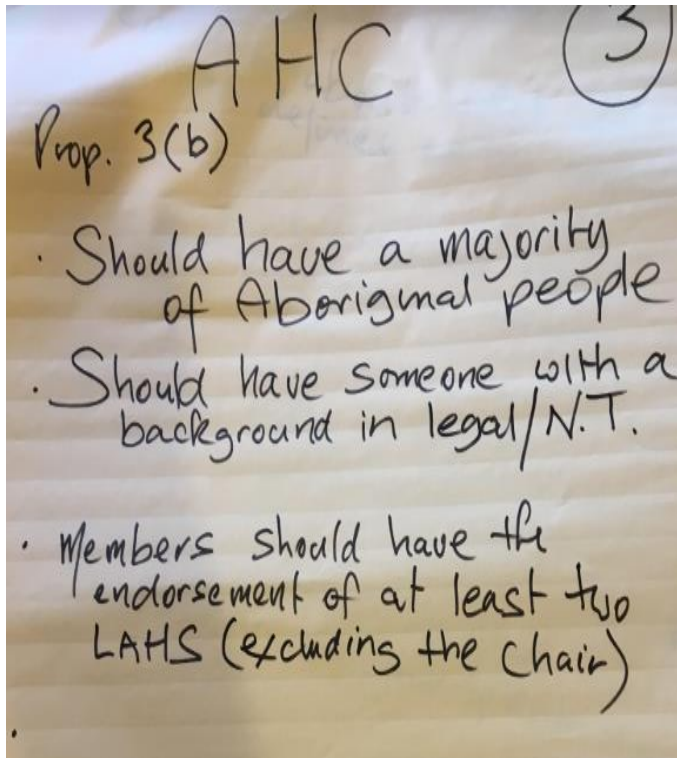 AHC
3
Prop. 3(b)
· Should have a majority
of Aboriginal people
· Should have someone with a
background in legal/N.T.
· Members should have the
endorsement of at least two
LAHS (excluding the Chair)
·